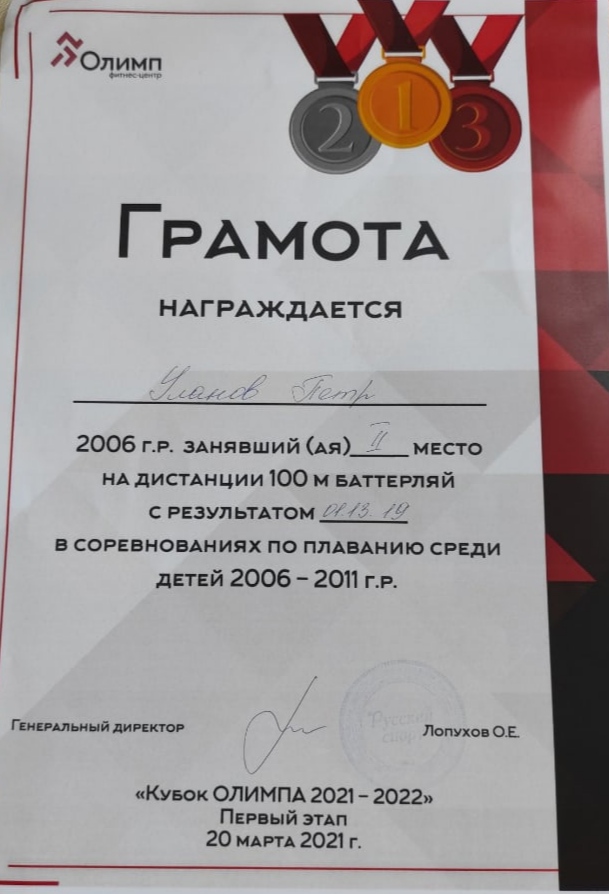 Олимп
фитнес-центр
2 1 3
ГРАМОТА
НАГРАЖДАЕТСЯ
Уланов Петр
2006 Г.Р. ЗАНЯВШИЙ (АЯ) II МЕСТО
НА ДИСТАНЦИИ 100 М БАТТЕРЛЯЙ
С РЕЗУЛЬТАТОМ 01.13.19
В СОРЕВНОВАНИЯХ ПО ПЛАВАНИЮ СРЕДИ
ДЕТЕЙ 2006 – 2011 Г.Р.
Русский
спорт
ГЕНЕРАЛЬНЫЙ ДИРЕКТОР ЛОПУХОВ О.Е.
«КУБОК ОЛИМПА 2021 – 2022»
ПЕРВЫЙ ЭТАП
20 МАРТА 2021 Г.